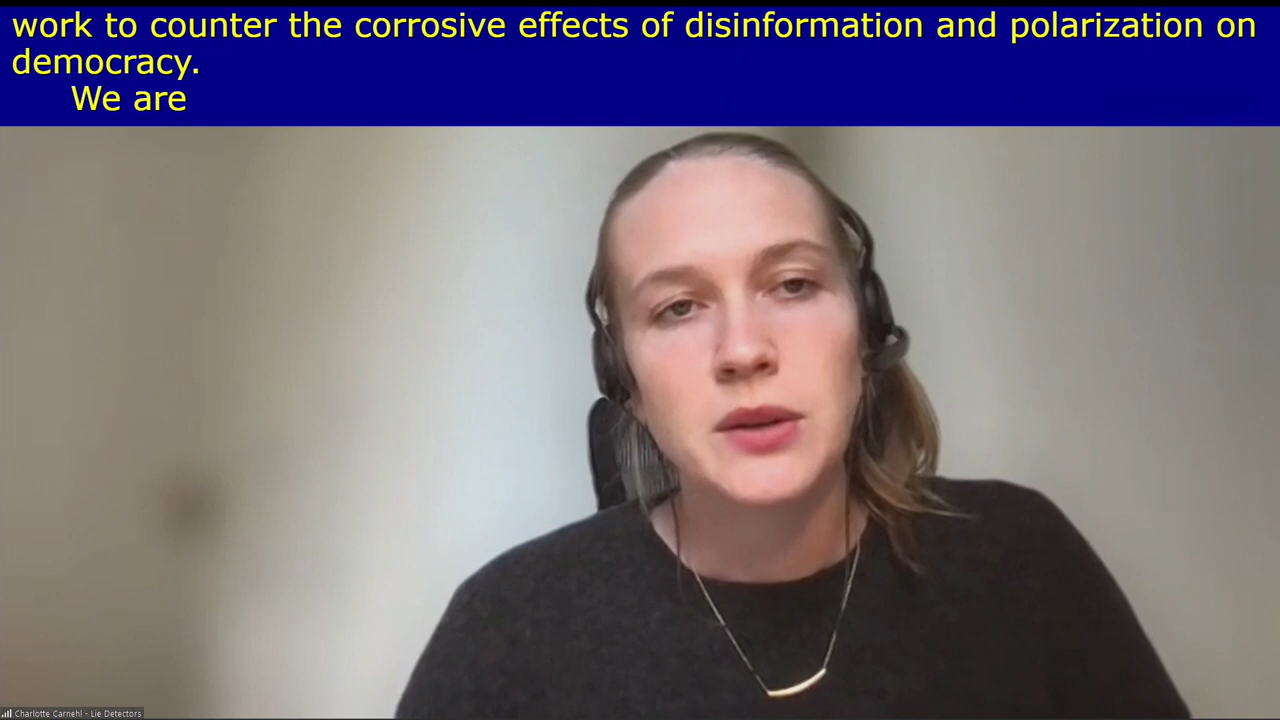 work to counter the corrosive effects of disinformation and polarization on
democracy.
We are
Charlotte Carnehl - Lie Detectors